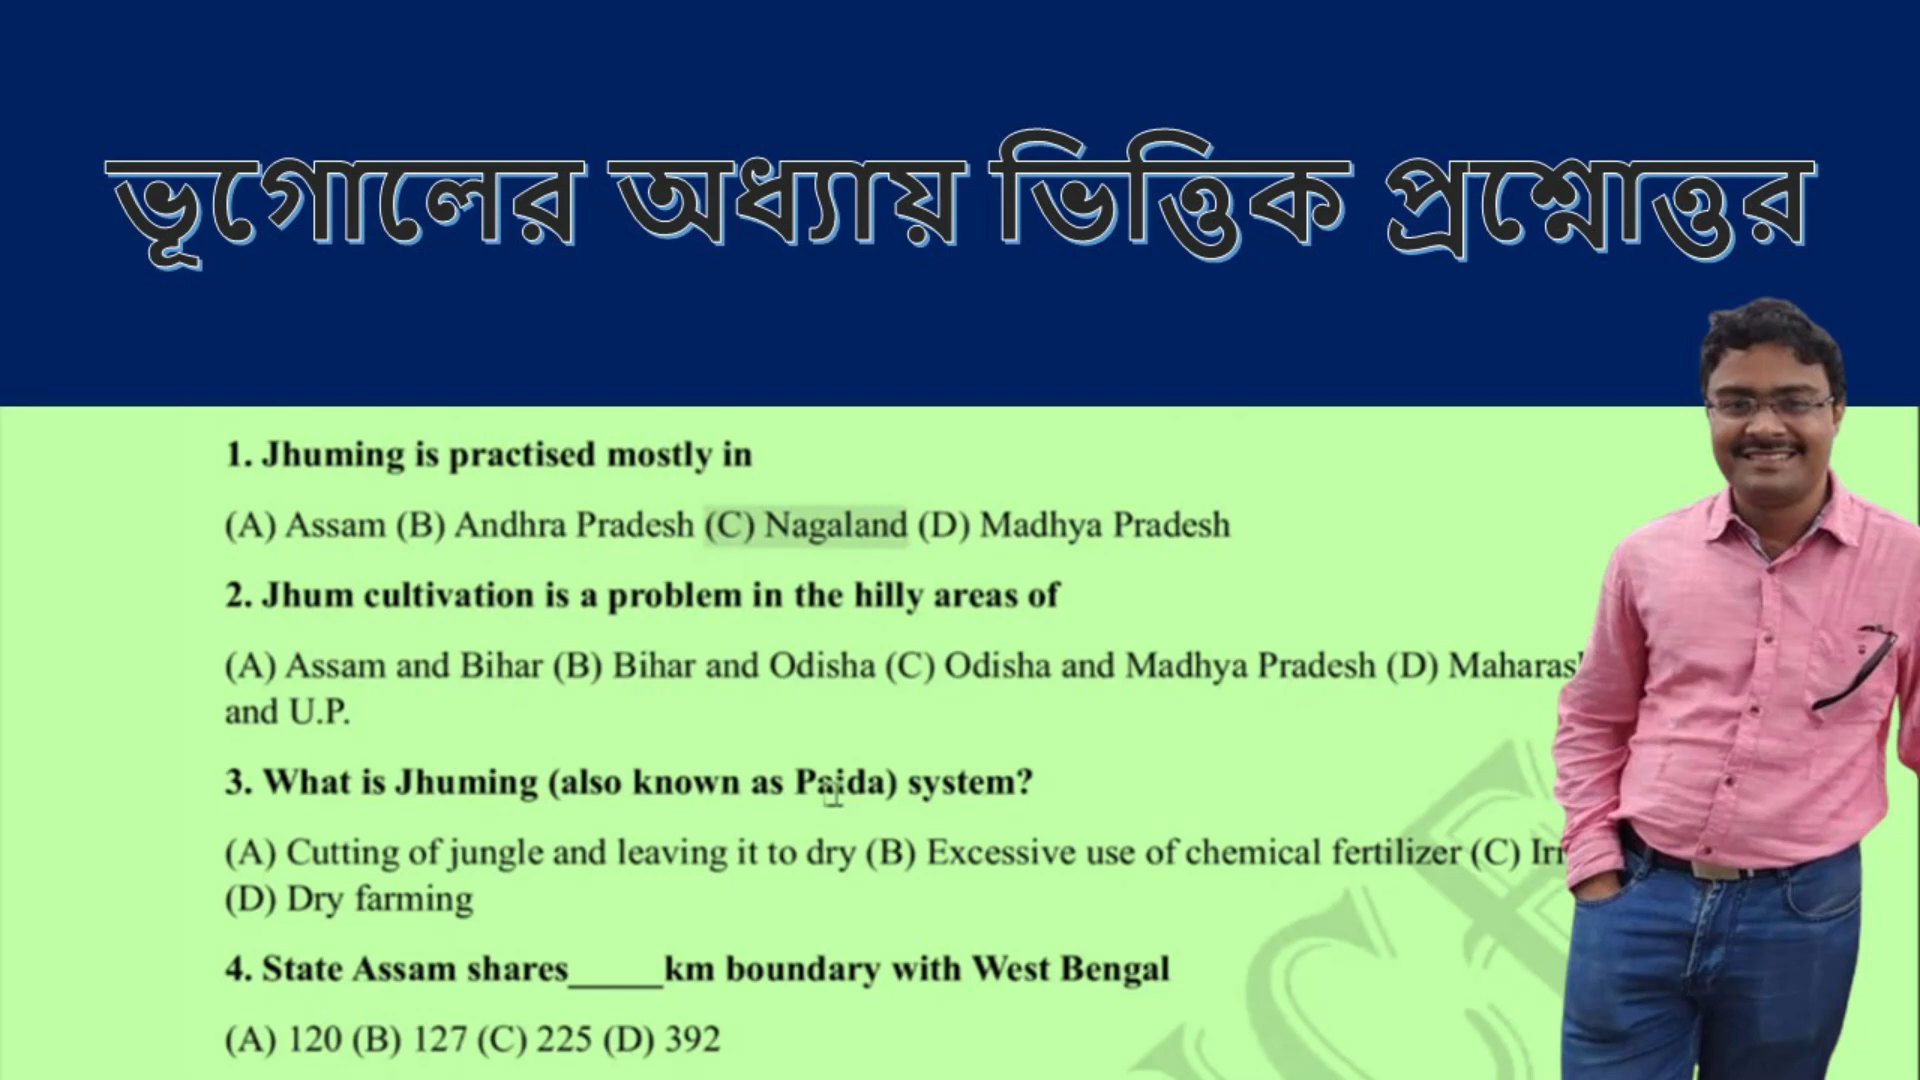 ভূগোলের অধ্যায় ভিত্তিক প্রশ্নোত্তর
1. Jhuming is practised mostly in
(A) Assam (B) Andhra Pradesh (C) Nagaland (D) Madhya Pradesh
2. Jhum cultivation is a problem in the hilly areas of
(A) Assam and Bihar (B) Bihar and Odisha (C) Odisha and Madhya Pradesh (D)
and U.P.
3. What is Jhuming (also known as Paida) system?
(A) Cutting of jungle and leaving it to dry (B) Excessive use of chemical fertilizer (C)
(D) Dry farming
4. State Assam shares_____km boundary with West Bengal
(A) 120 (B) 127 (C) 225 (D) 392